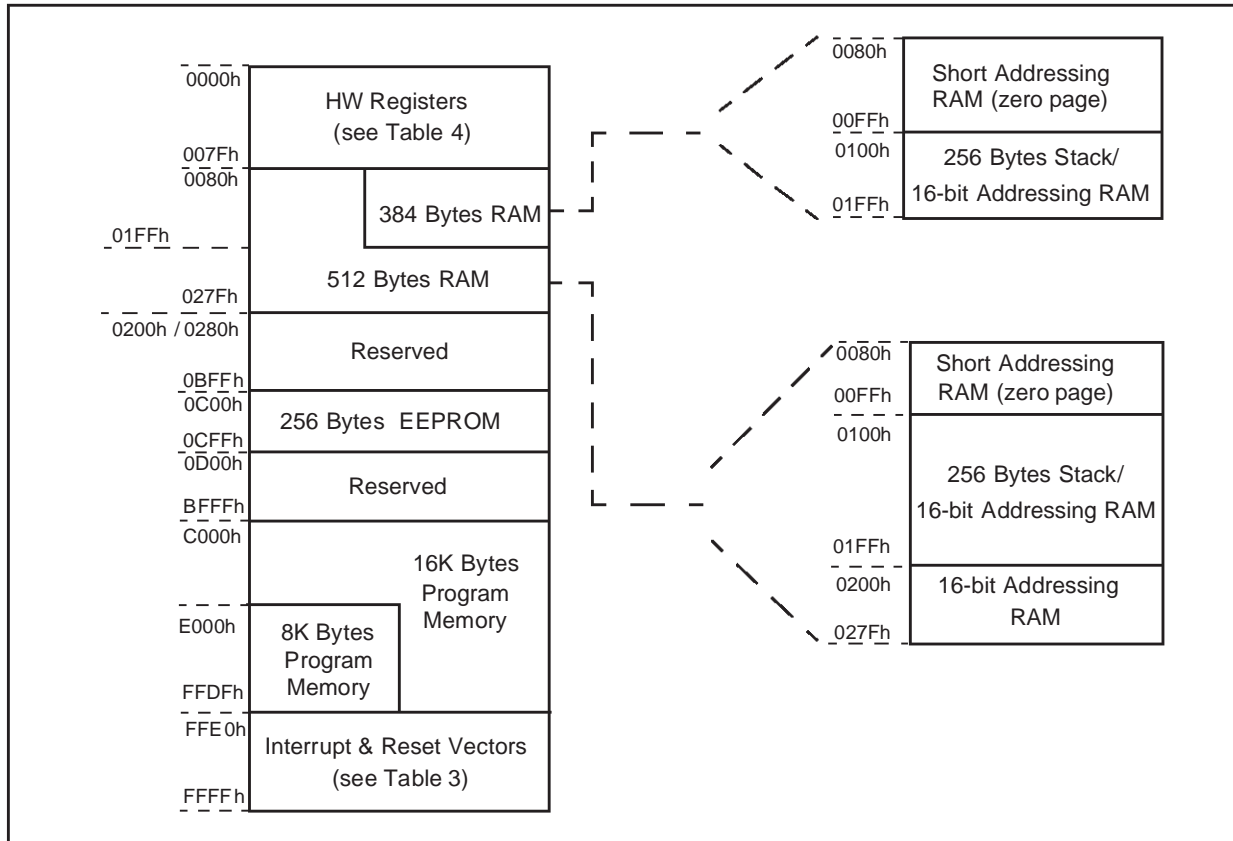 0000h
HW Registers
(see Table 4)
007Fh
0080h
384 Bytes RAM
01FFh
512 Bytes RAM
027Fh
0200h / 0280h
Reserved
0BFFh
0C00h
256 Bytes EEPROM
0CFFh
0D00h
Reserved
BFFFh
C000h
16K Bytes
Program
Memory
E000h
8K Bytes
Program
Memory
FFDFh
FFE0h
Interrupt & Reset Vectors
(see Table 3)
FFFFh
0080h
Short Addressing
RAM (zero page)
00FFh
0100h
256 Bytes Stack/
16-bit Addressing RAM
01FFh
0080h
Short Addressing
RAM (zero page)
00FFh
0100h
256 Bytes Stack/
16-bit Addressing RAM
01FFh
0200h
16-bit Addressing
RAM
027Fh